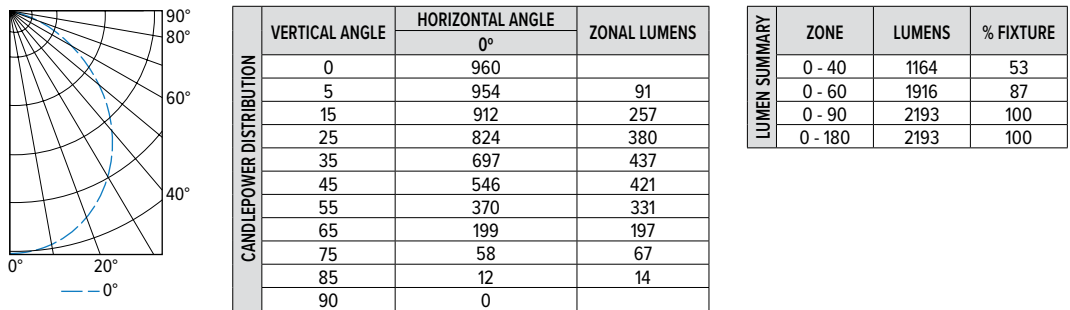 90°
80°
60°
40°
0° 20°
0°
CANDLEPOWER DISTRIBUTION
VERTICAL ANGLE HORIZONTAL ANGLE ZONAL LUMENS
0°
0 960
5 954 91
15 912 257
25 824 380
35 697 437
45 546 421
55 370 331
65 199 197
75 58 67
85 12 14
90 0
LUMEN SUMMARY
ZONE LUMENS % FIXTURE
0 - 40 1164 53
0 - 60 1916 87
0 - 90 2193 100
0 - 180 2193 100